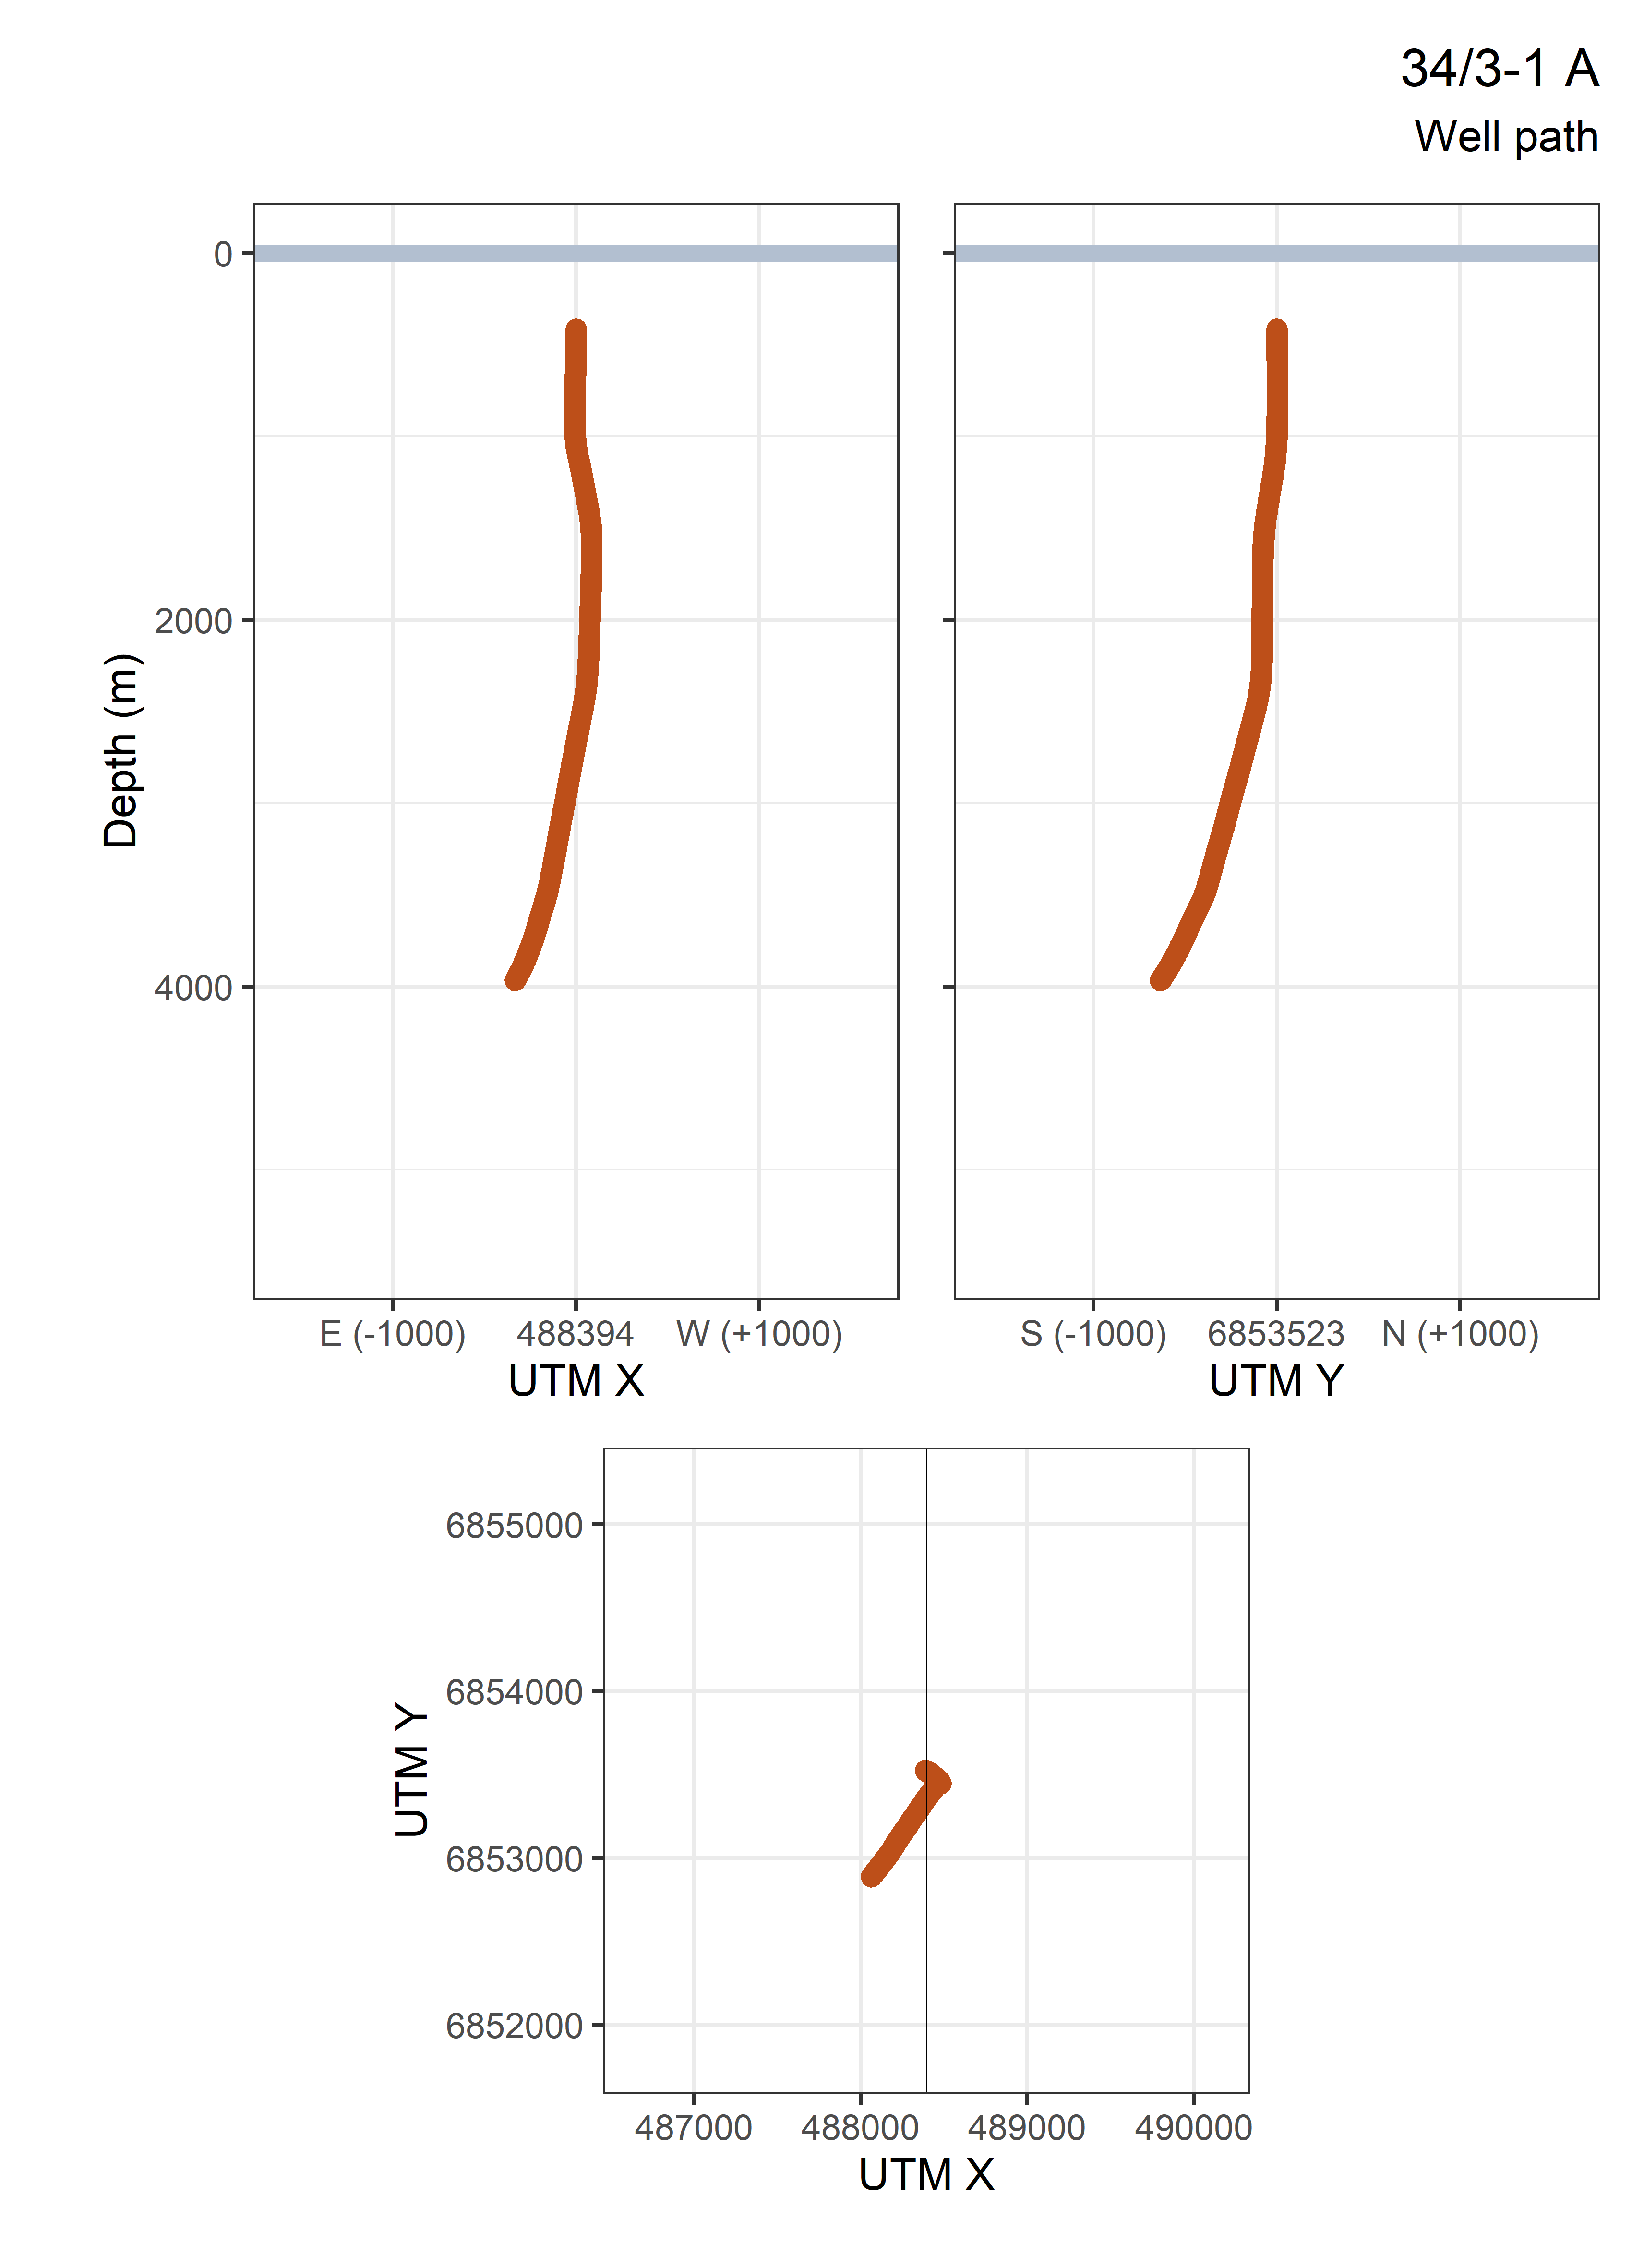 34/3-1 A
Well path
0
2000
4000
Depth (m)
E (-1000) 488394 W (+1000)
UTM X
S (-1000) 6853523 N (+1000)
UTM Y
6855000
6854000
6853000
6852000
UTM Y
487000 488000 489000 490000
UTM X